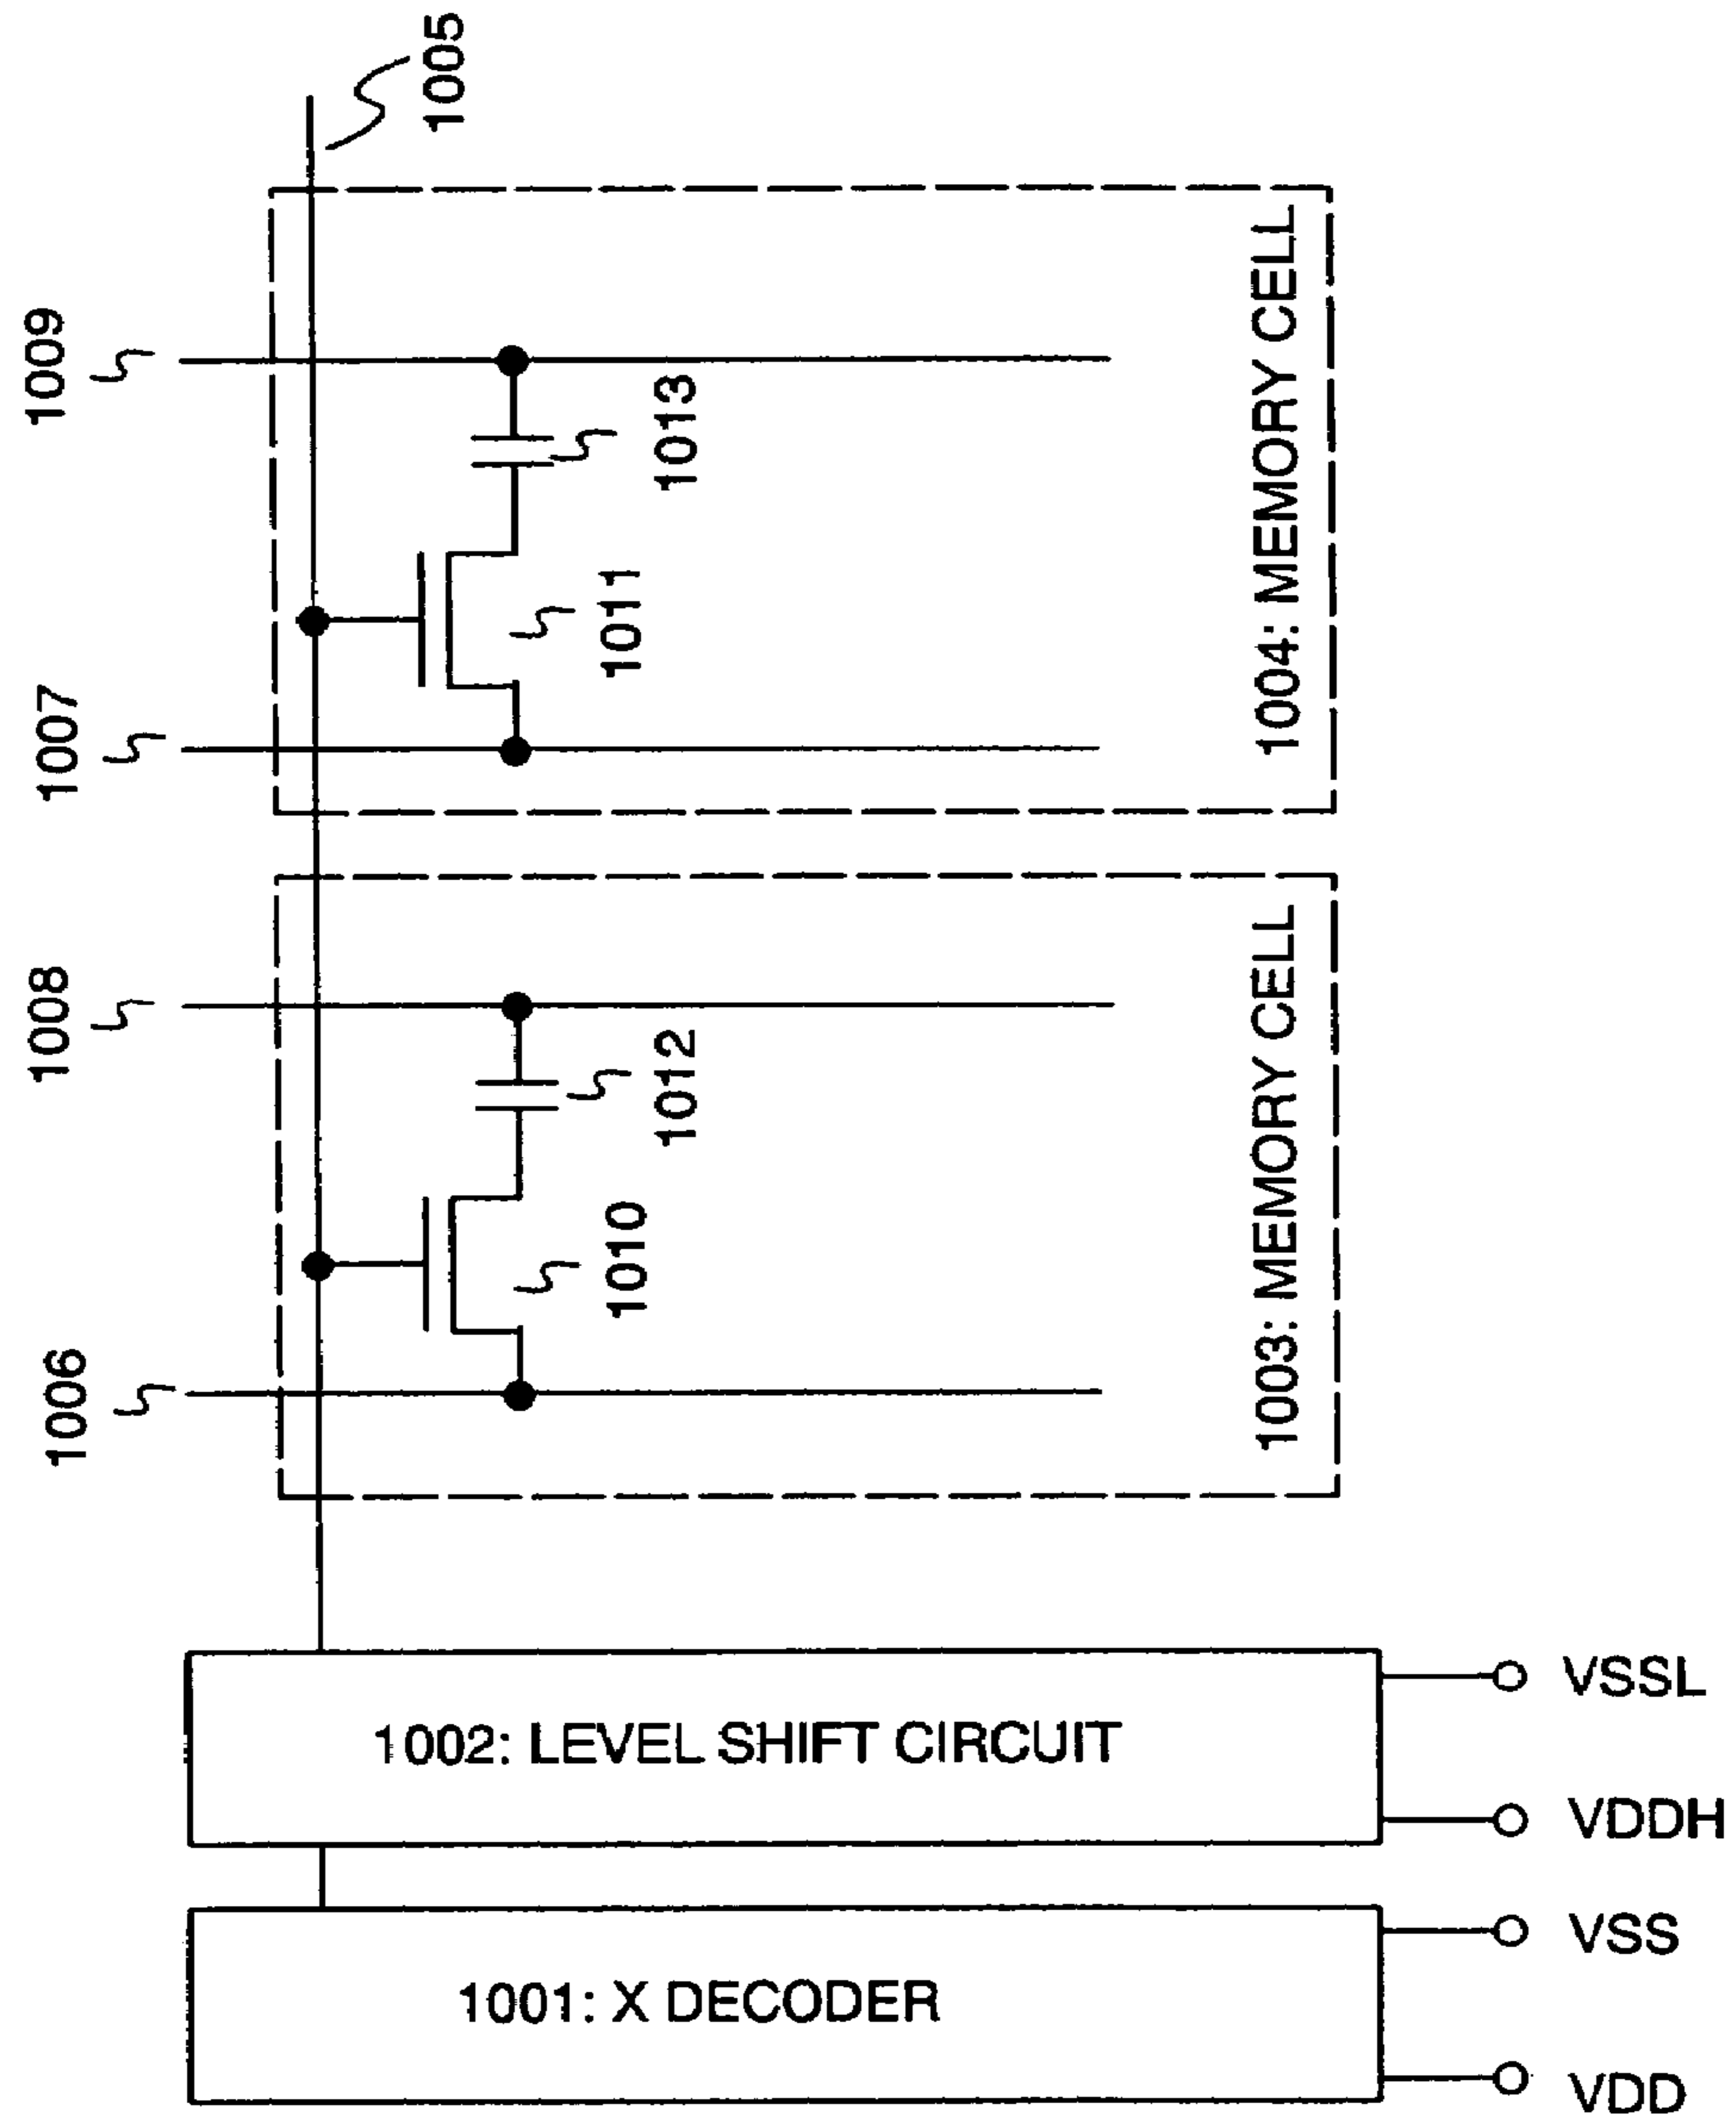 1005
1009
1007
1008
1006
1013
1011
1012
1010
1004: MEMORY CELL
1003: MEMORY CELL
1002: LEVEL SHIFT CIRCUIT
VSSL
VDDH
1001: X DECODER
VSS
VDD